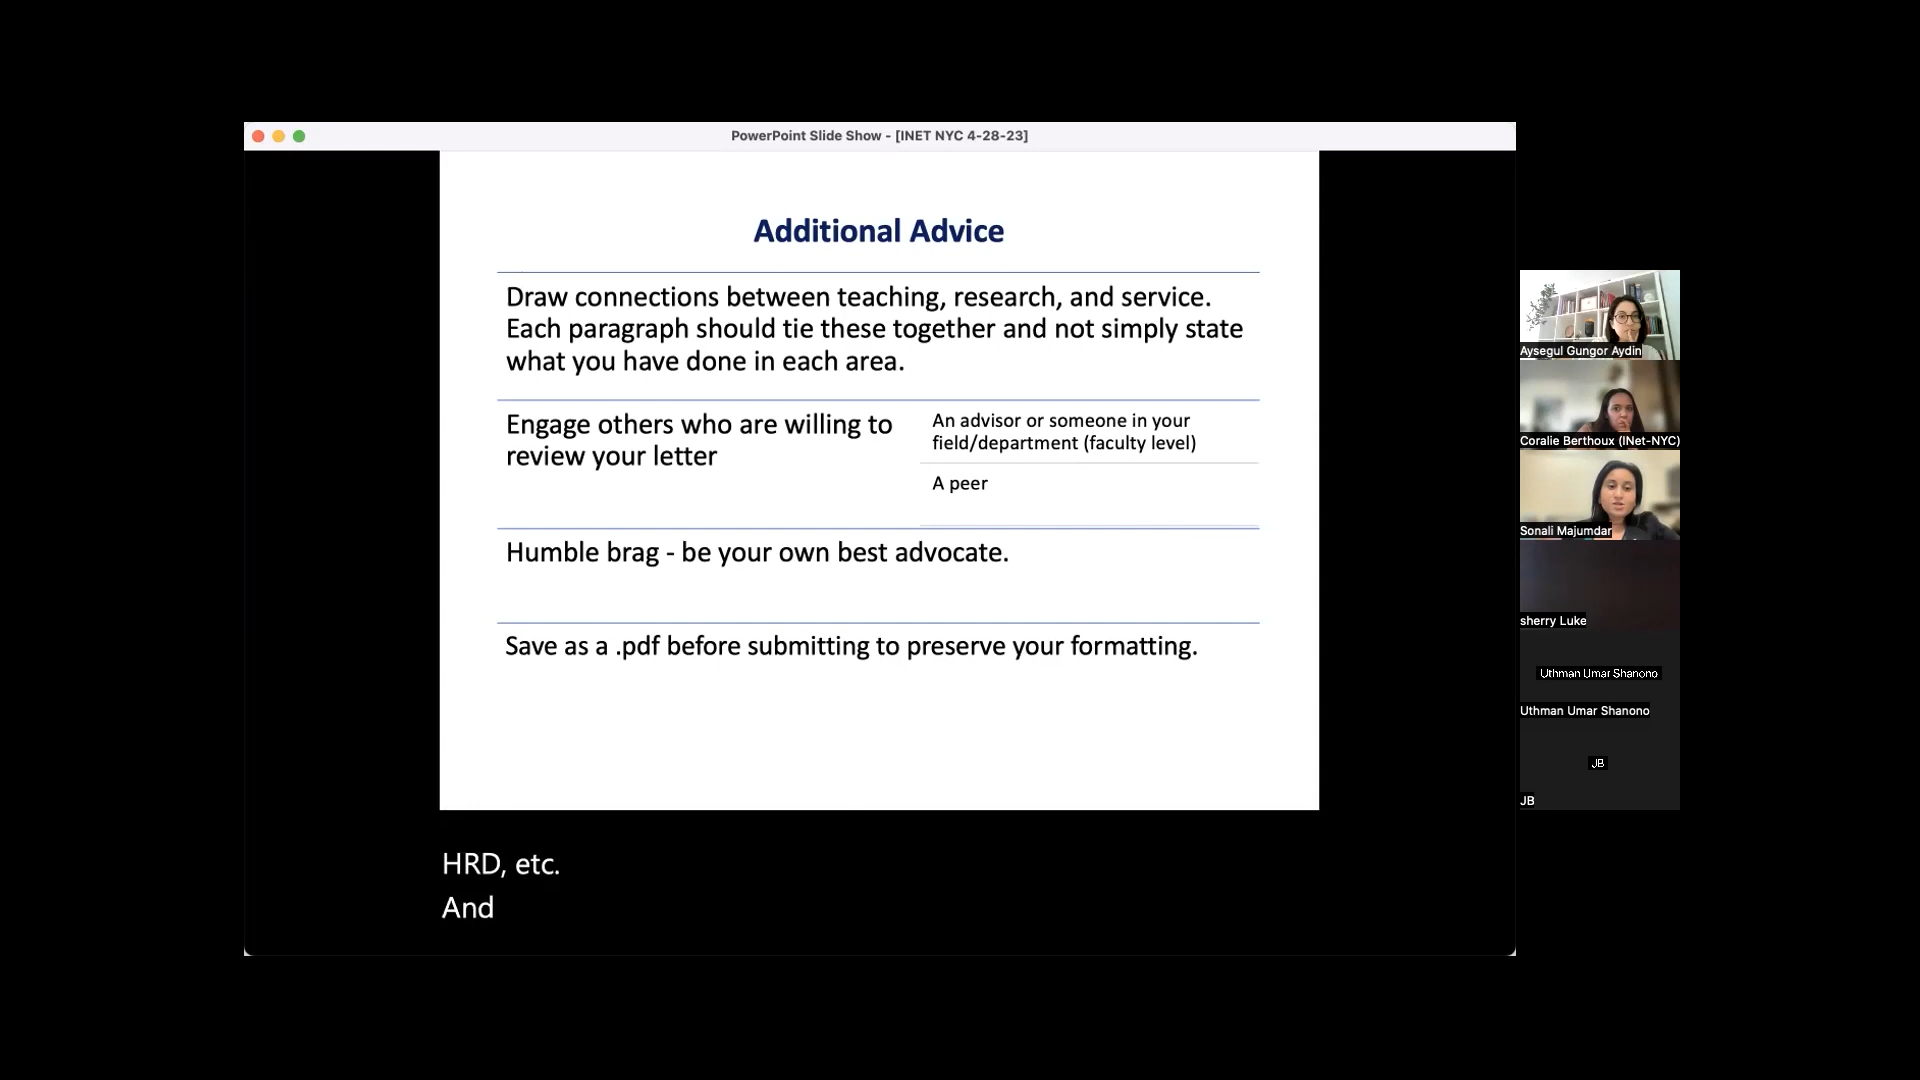 PowerPoint Slide Show - [INET NYC 4-28-23]
Additional Advice
Draw connections between teaching, research, and service.
Each paragraph should tie these together and not simply state
what you have done in each area.
Engage others who are willing to
review your letter
An advisor or someone in your
field/department (faculty level)
A peer
Humble brag - be your own best advocate.
Save as a .pdf before submitting to preserve your formatting.
HRD, etc.
And
Aysegul Gungor Aydin
Coralie Berthoux (INet-NYC)
Sonali Majumdar
sherry Luke
Uthman Umar Shanono
Uthman Umar Shanono
JB
JB